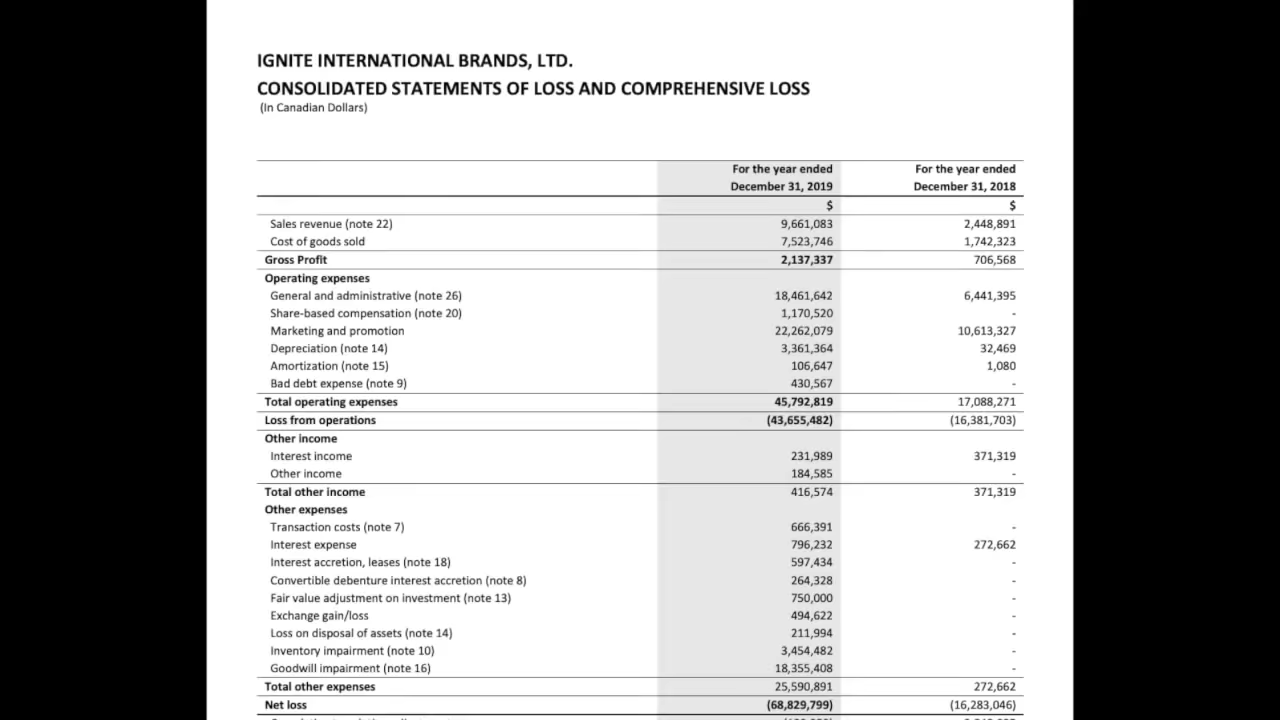 IGNITE INTERNATIONAL BRANDS, LTD.
CONSOLIDATED STATEMENTS OF LOSS AND COMPREHENSIVE LOSS
(In Canadian Dollars)
For the year ended For the year ended
December 31, 2019 December 31, 2018
$ $
Sales revenue (note 22) 9,661,083 2,448,891
Cost of goods sold 7,523,746 1,742,323
Gross Profit 2,137,337 706,568
Operating expenses
General and administrative (note 26) 18,461,642 6,441,395
Share-based compensation (note 20) 1,170,520 -
Marketing and promotion 22,262,079 10,613,327
Depreciation (note 14) 3,361,364 32,469
Amortization (note 15) 106,647 1,080
Bad debt expense (note 9) 430,567 -
Total operating expenses 45,792,819 17,088,271
Loss from operations (43,655,482) (16,381,703)
Other income
Interest income 231,989 371,319
Other income 184,585 -
Total other income 416,574 371,319
Other expenses
Transaction costs (note 7) 666,391 -
Interest expense 796,232 272,662
Interest accretion, leases (note 18) 597,434 -
Convertible debenture interest accretion (note 8) 264,328 -
Fair value adjustment on investment (note 13) 750,000 -
Exchange gain/loss 494,622 -
Loss on disposal of assets (note 14) 211,994 -
Inventory impairment (note 10) 3,454,482 -
Goodwill impairment (note 16) 18,355,408 -
Total other expenses 25,590,891 272,662
Net loss (68,829,799) (16,283,046)